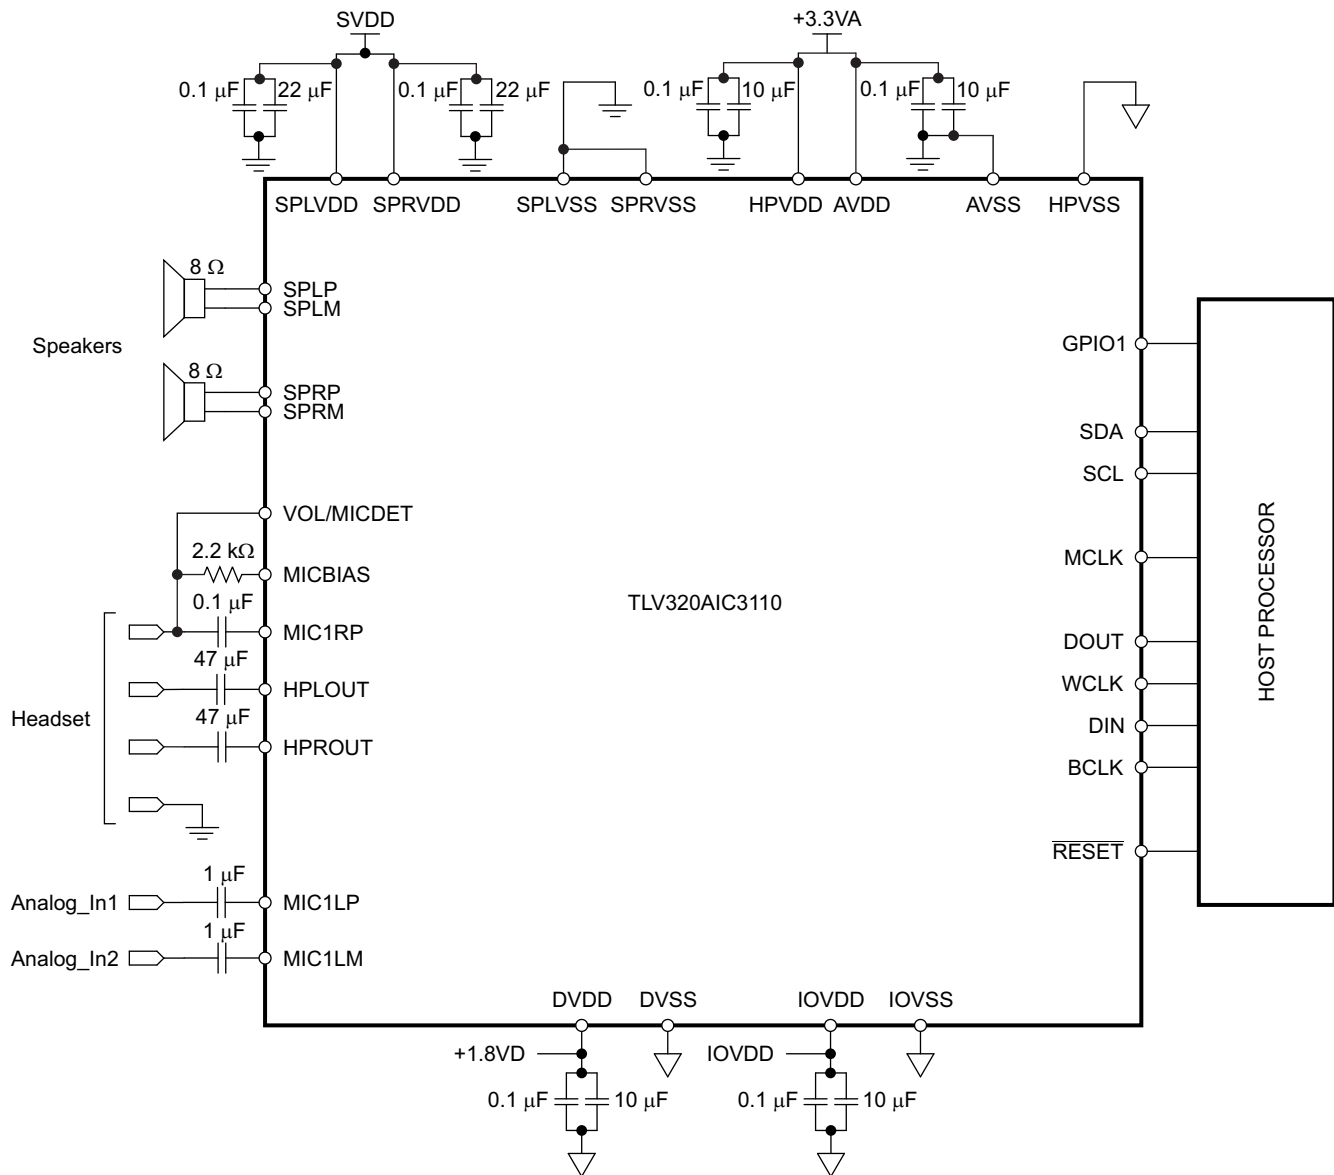 SVDD
+3.3VA
0.1 μF
22 μF
0.1 μF
22 μF
0.1 μF
10 μF
0.1 μF
10 μF
SPLVDD
SPRVDD
SPLVSS
SPRVSS
HPVDD
AVDD
AVSS
HPVSS
8 Ω
SPLP
SPLM
Speakers
8 Ω
SPRP
SPRM
VOL/MICDET
2.2 kΩ
MICBIAS
0.1 μF
MIC1RP
47 μF
HPLOUT
Headset
47 μF
HPROUT
1 μF
Analog_In1
MIC1LP
1 μF
Analog_In2
MIC1LM
TLV320AIC3110
GPIO1
SDA
SCL
MCLK
DOUT
WCLK
DIN
BCLK
RESET
HOST PROCESSOR
DVDD
DVSS
IOVDD
IOVSS
+1.8VD
IOVDD
0.1 μF
10 μF
0.1 μF
10 μF